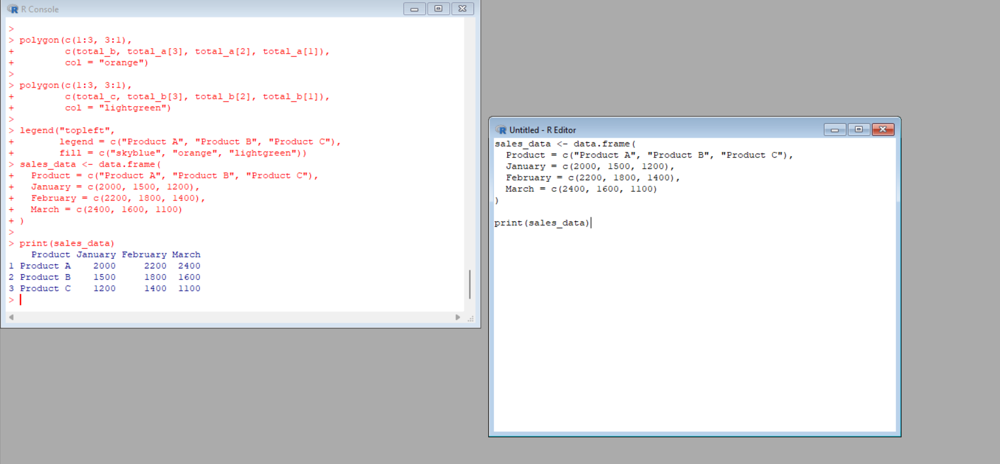 R Console
>
> polygon(c(1:3, 3:1),
+         c(total_b, total_a[3], total_a[2], total_a[1]),
+         col = "orange")
>
> polygon(c(1:3, 3:1),
+         c(total_c, total_b[3], total_b[2], total_b[1]),
+         col = "lightgreen")
>
> legend("topleft",
+        legend = c("Product A", "Product B", "Product C"),
+        fill = c("skyblue", "orange", "lightgreen"))
> sales_data <- data.frame(
+   Product = c("Product A", "Product B", "Product C"),
+   January = c(2000, 1500, 1200),
+   February = c(2200, 1800, 1400),
+   March = c(2400, 1600, 1100)
+ )
>
> print(sales_data)
    Product January February March
1 Product A    2000     2200  2400
2 Product B    1500     1800  1600
3 Product C    1200     1400  1100
>
Untitled - R Editor
sales_data <- data.frame(
  Product = c("Product A", "Product B", "Product C"),
  January = c(2000, 1500, 1200),
  February = c(2200, 1800, 1400),
  March = c(2400, 1600, 1100)
)
print(sales_data)